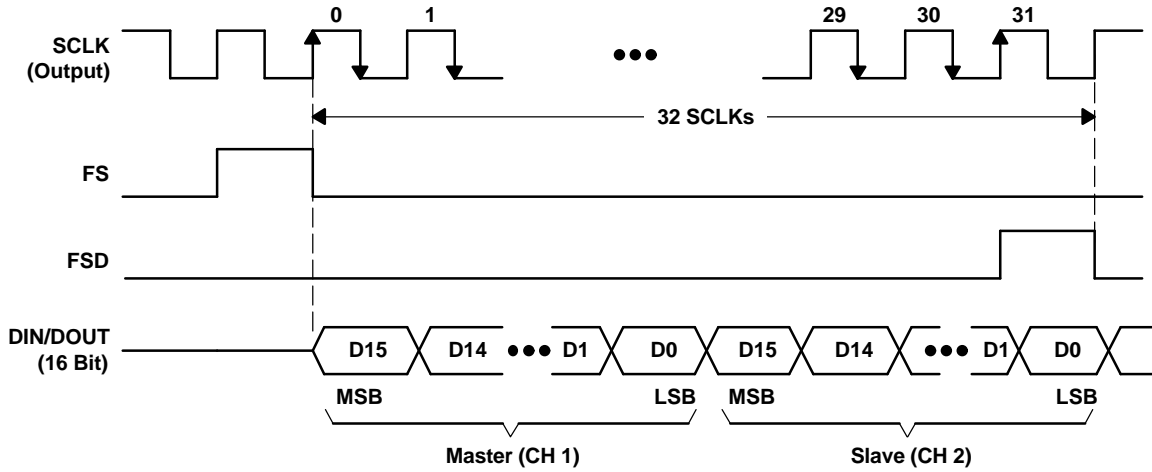 0 1 29 30 31
SCLK
(Output)
32 SCLKs
FS
FSD
DIN/DOUT
(16 Bit)
D15 D14 D1 D0 D15 D14 D1 D0
MSB LSB MSB LSB
Master (CH 1) Slave (CH 2)